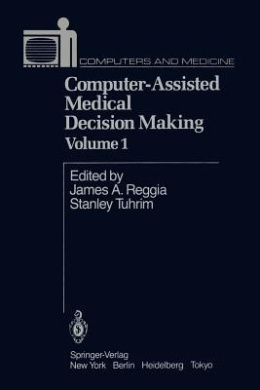 COMPUTERS AND MEDICINE
Computer-Assisted
Medical
Decision Making
Volume 1
Edited by
James A. Reggia
Stanley Tuhrim
Springer-Verlag
New York Berlin Heidelberg Tokyo